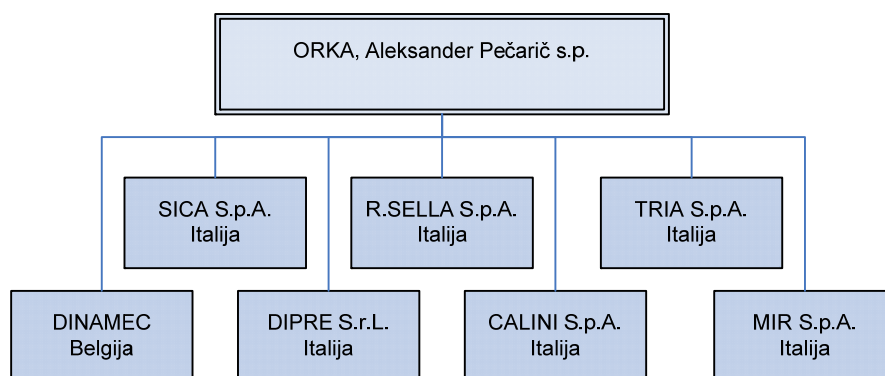 ORKA, Aleksander Pečarič s.p.
SICA S.p.A.
Italija
R.SELLA S.p.A.
Italija
TRIA S.p.A.
Italija
DINAMEC
Belgija
DIPRE S.r.L.
Italija
CALINI S.p.A.
Italija
MIR S.p.A.
Italija